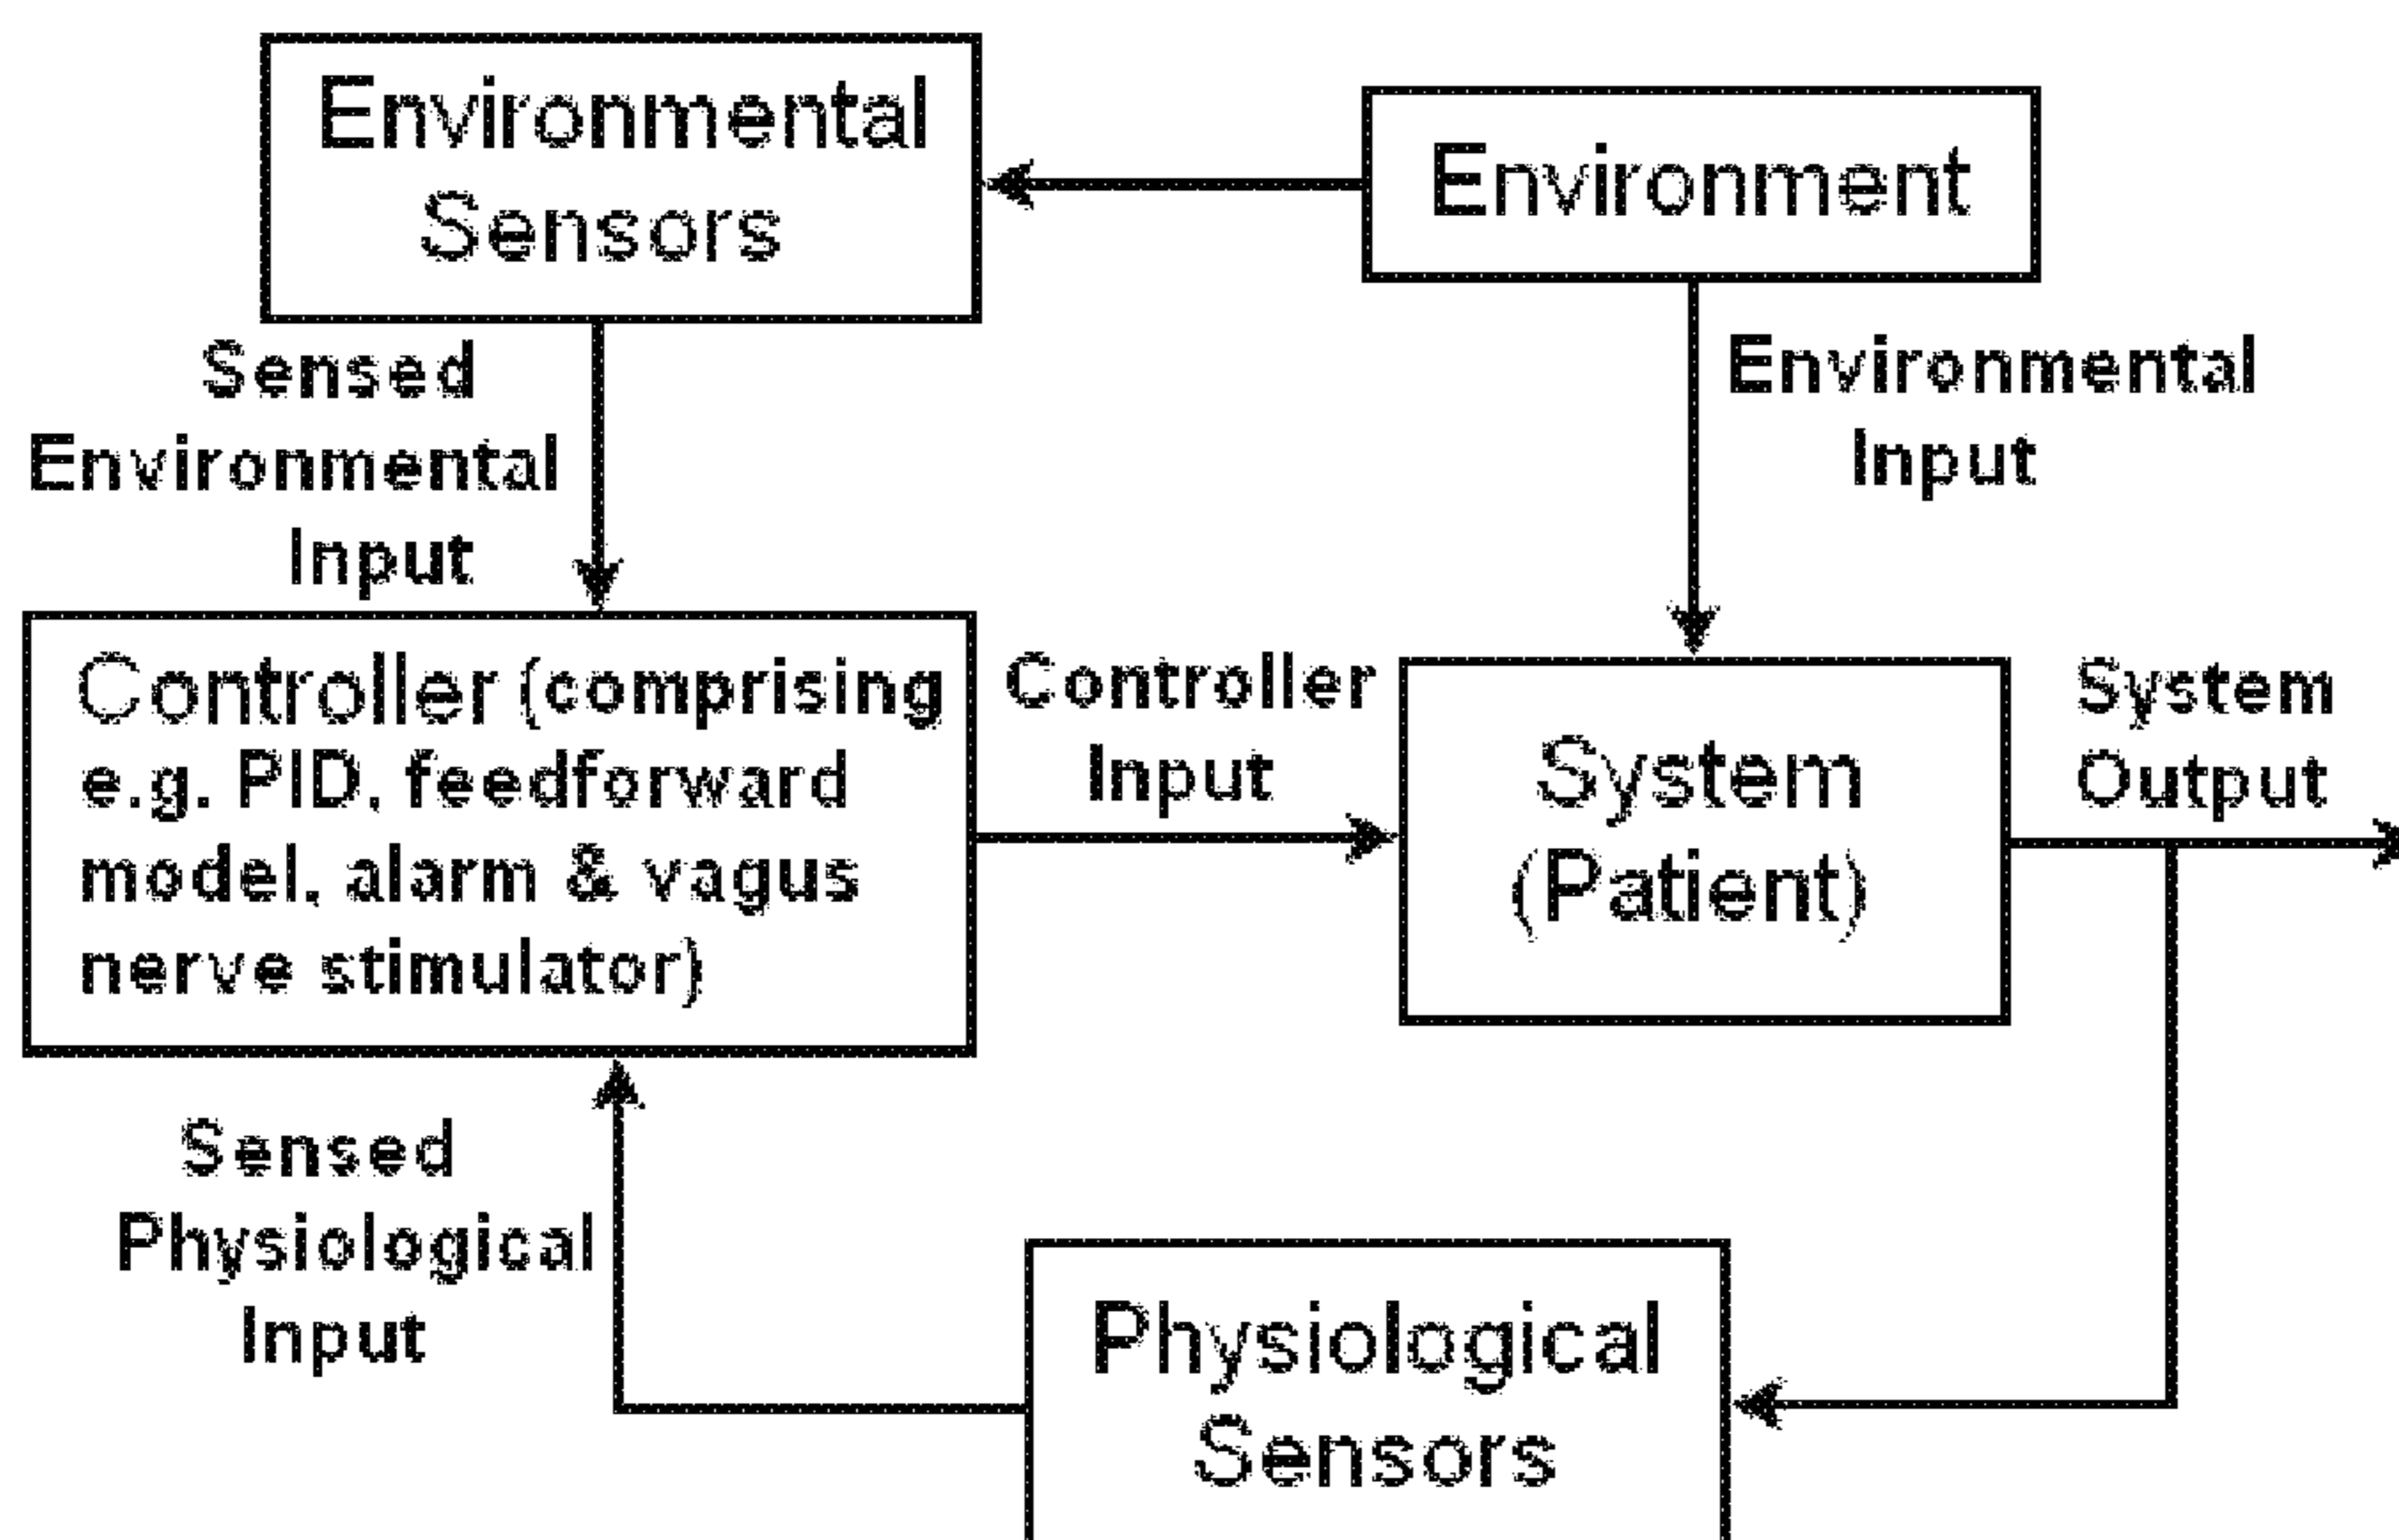 Environmental
Sensors
Environment
Sensed
Environmental
Input
Environmental
Input
Controller (comprising
e.g. PID, feedforward
model, alarm & vagus
nerve stimulator)
Controller
Input
System
(Patient)
System
Output
Sensed
Physiological
Input
Physiological
Sensors